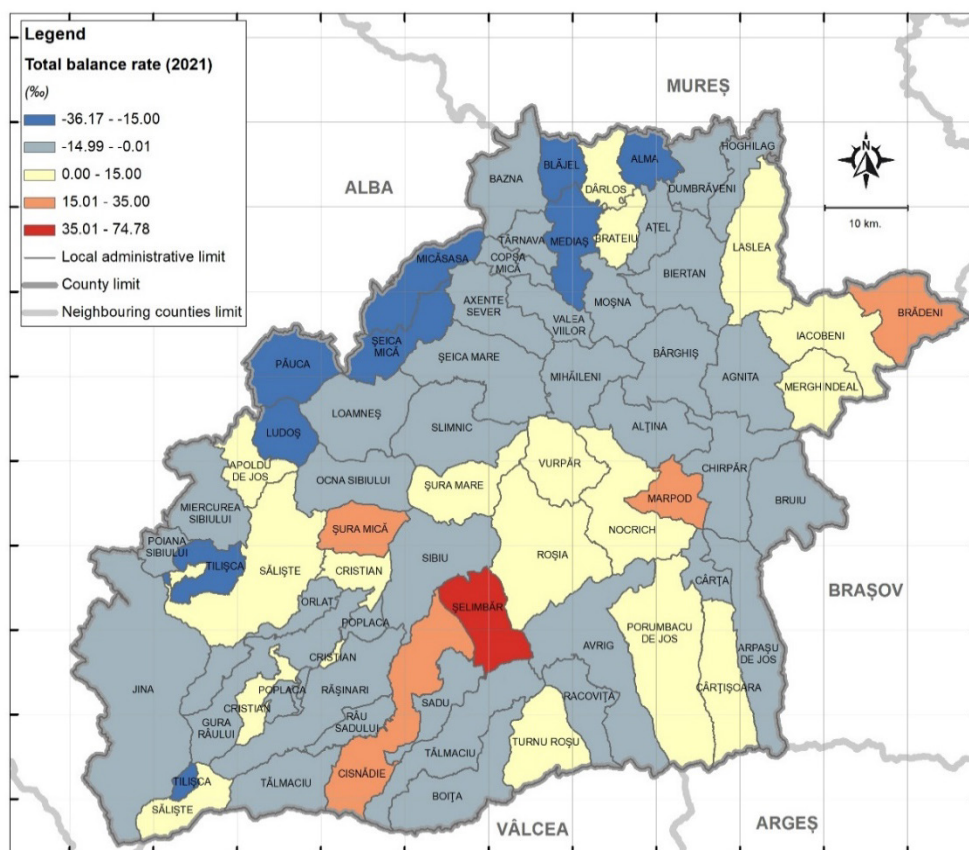 Legend
Total balance rate (2021)
(‰)
-36.17 - -15.00
-14.99 - -0.01
0.00 - 15.00
15.01 - 35.00
35.01 - 74.78
Local administrative limit
County limit
Neighbouring counties limit
MUREȘ
N
10 km.
ALBA
HOGHILAG
BLĂJEL
ALMA
BAZNA
DÂRLOS
DUMBRĂVENI
AȚEL
TÂRNAVA
MEDIAȘ
BRATEIU
LASLEA
MICĂSASA
COPȘA
MICĂ
BIERTAN
AXENTE
SEVER
MOȘNA
BRĂDENI
VALEA
VIILOR
IACOBENI
ȘEICA
MICĂ
ȘEICA MARE
BÂRGHIȘ
PĂUCA
MIHĂILENI
AGNITA
MERGHINDEAL
LOAMNEȘ
LUDOȘ
SLIMNIC
ALȚINA
APOLDU
DE JOS
VURPĂR
CHIRPĂR
OCNA SIBIULUI
ȘURA MARE
MARPOD
BRUIU
MIERCUREA
SIBIULUI
ȘURA MICĂ
NOCRICH
POIANA
SIBIULUI
SIBIU
ROȘIA
TILIȘCA
SĂLIȘTE
CRISTIAN
CÂRȚA
BRAȘOV
ORLAT
ȘELIMBĂR
POPLACA
PORUMBACU
DE JOS
AVRIG
ARPAȘU
DE JOS
CRISTIAN
JINA
POPLACA
RĂȘINARI
CÂRȚIȘOARA
SADU
RACOVIȚA
CRISTIAN
GURA
RÂULUI
RÂU
SADULUI
TURNU ROȘU
TĂLMACIU
CISNĂDIE
TILIȘCA
TĂLMACIU
BOIȚA
SĂLIȘTE
VÂLCEA
ARGEȘ